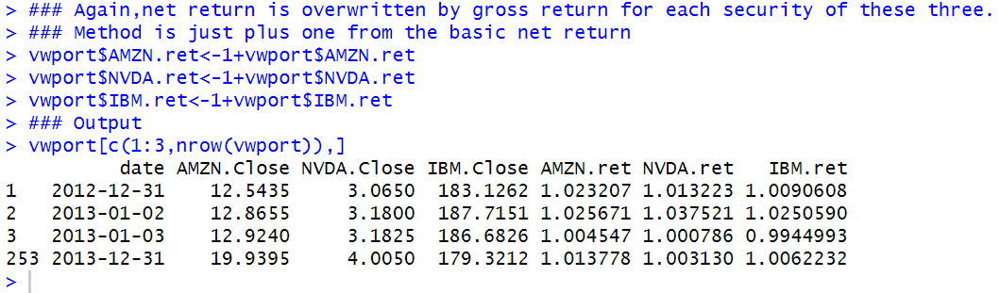 > ### Again,net return is overwritten by gross return for each security of these three.
> ### Method is just plus one from the basic net return
> vwport$AMZN.ret<-1+vwport$AMZN.ret
> vwport$NVDA.ret<-1+vwport$NVDA.ret
> vwport$IBM.ret<-1+vwport$IBM.ret
> ### Output
> vwport[c(1:3,nrow(vwport)),]
          date AMZN.Close NVDA.Close IBM.Close AMZN.ret NVDA.ret   IBM.ret
1   2012-12-31    12.5435     3.0650  183.1262 1.023207 1.013223 1.0090608
2   2013-01-02    12.8655     3.1800  187.7151 1.025671 1.037521 1.0250590
3   2013-01-03    12.9240     3.1825  186.6826 1.004547 1.000786 0.9944993
253 2013-12-31    19.9395     4.0050  179.3212 1.013778 1.003130 1.0062232
>